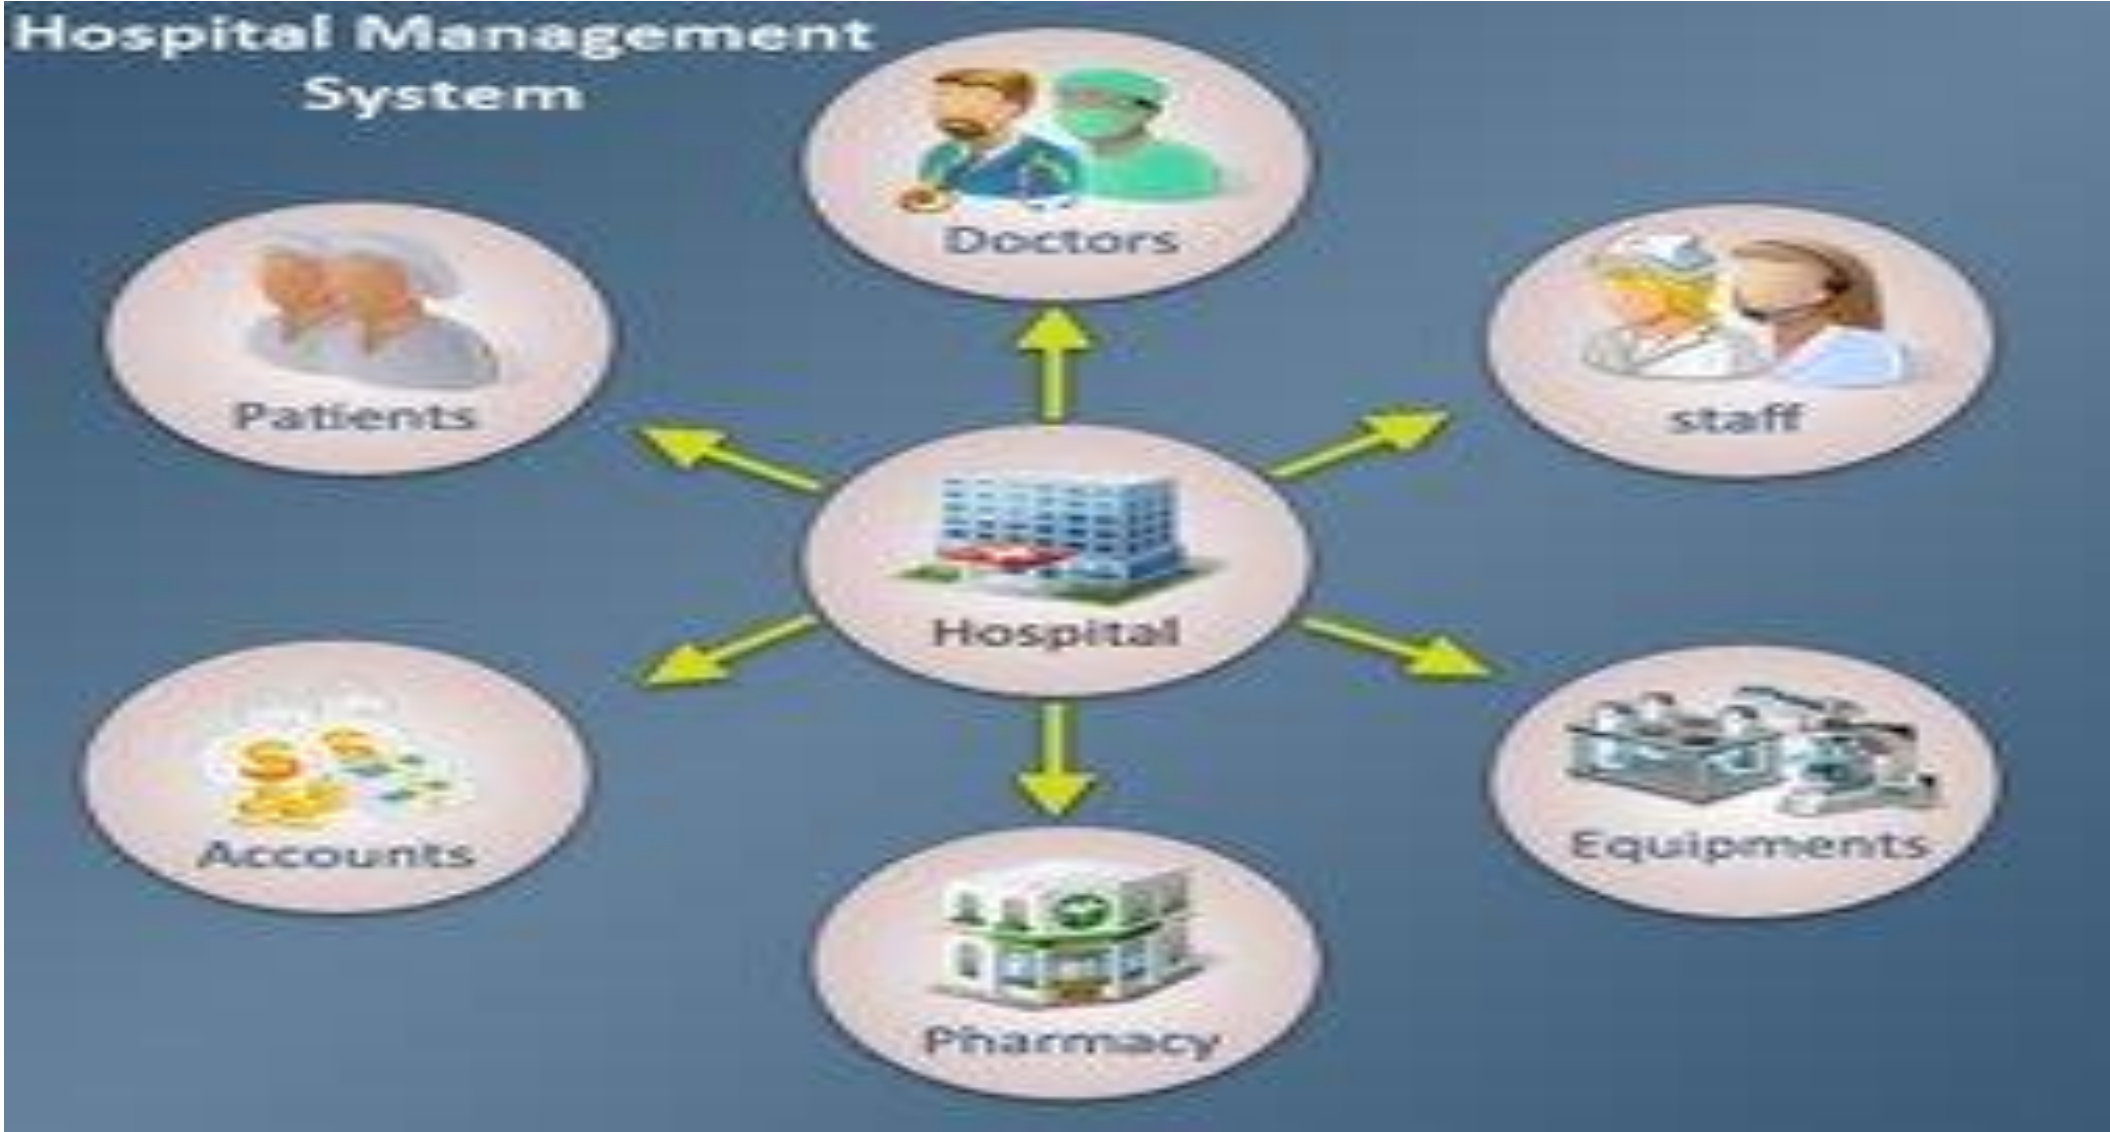 Hospital Management
System
Doctors
Patients
staff
Hospital
Accounts
Equipments
Pharmacy